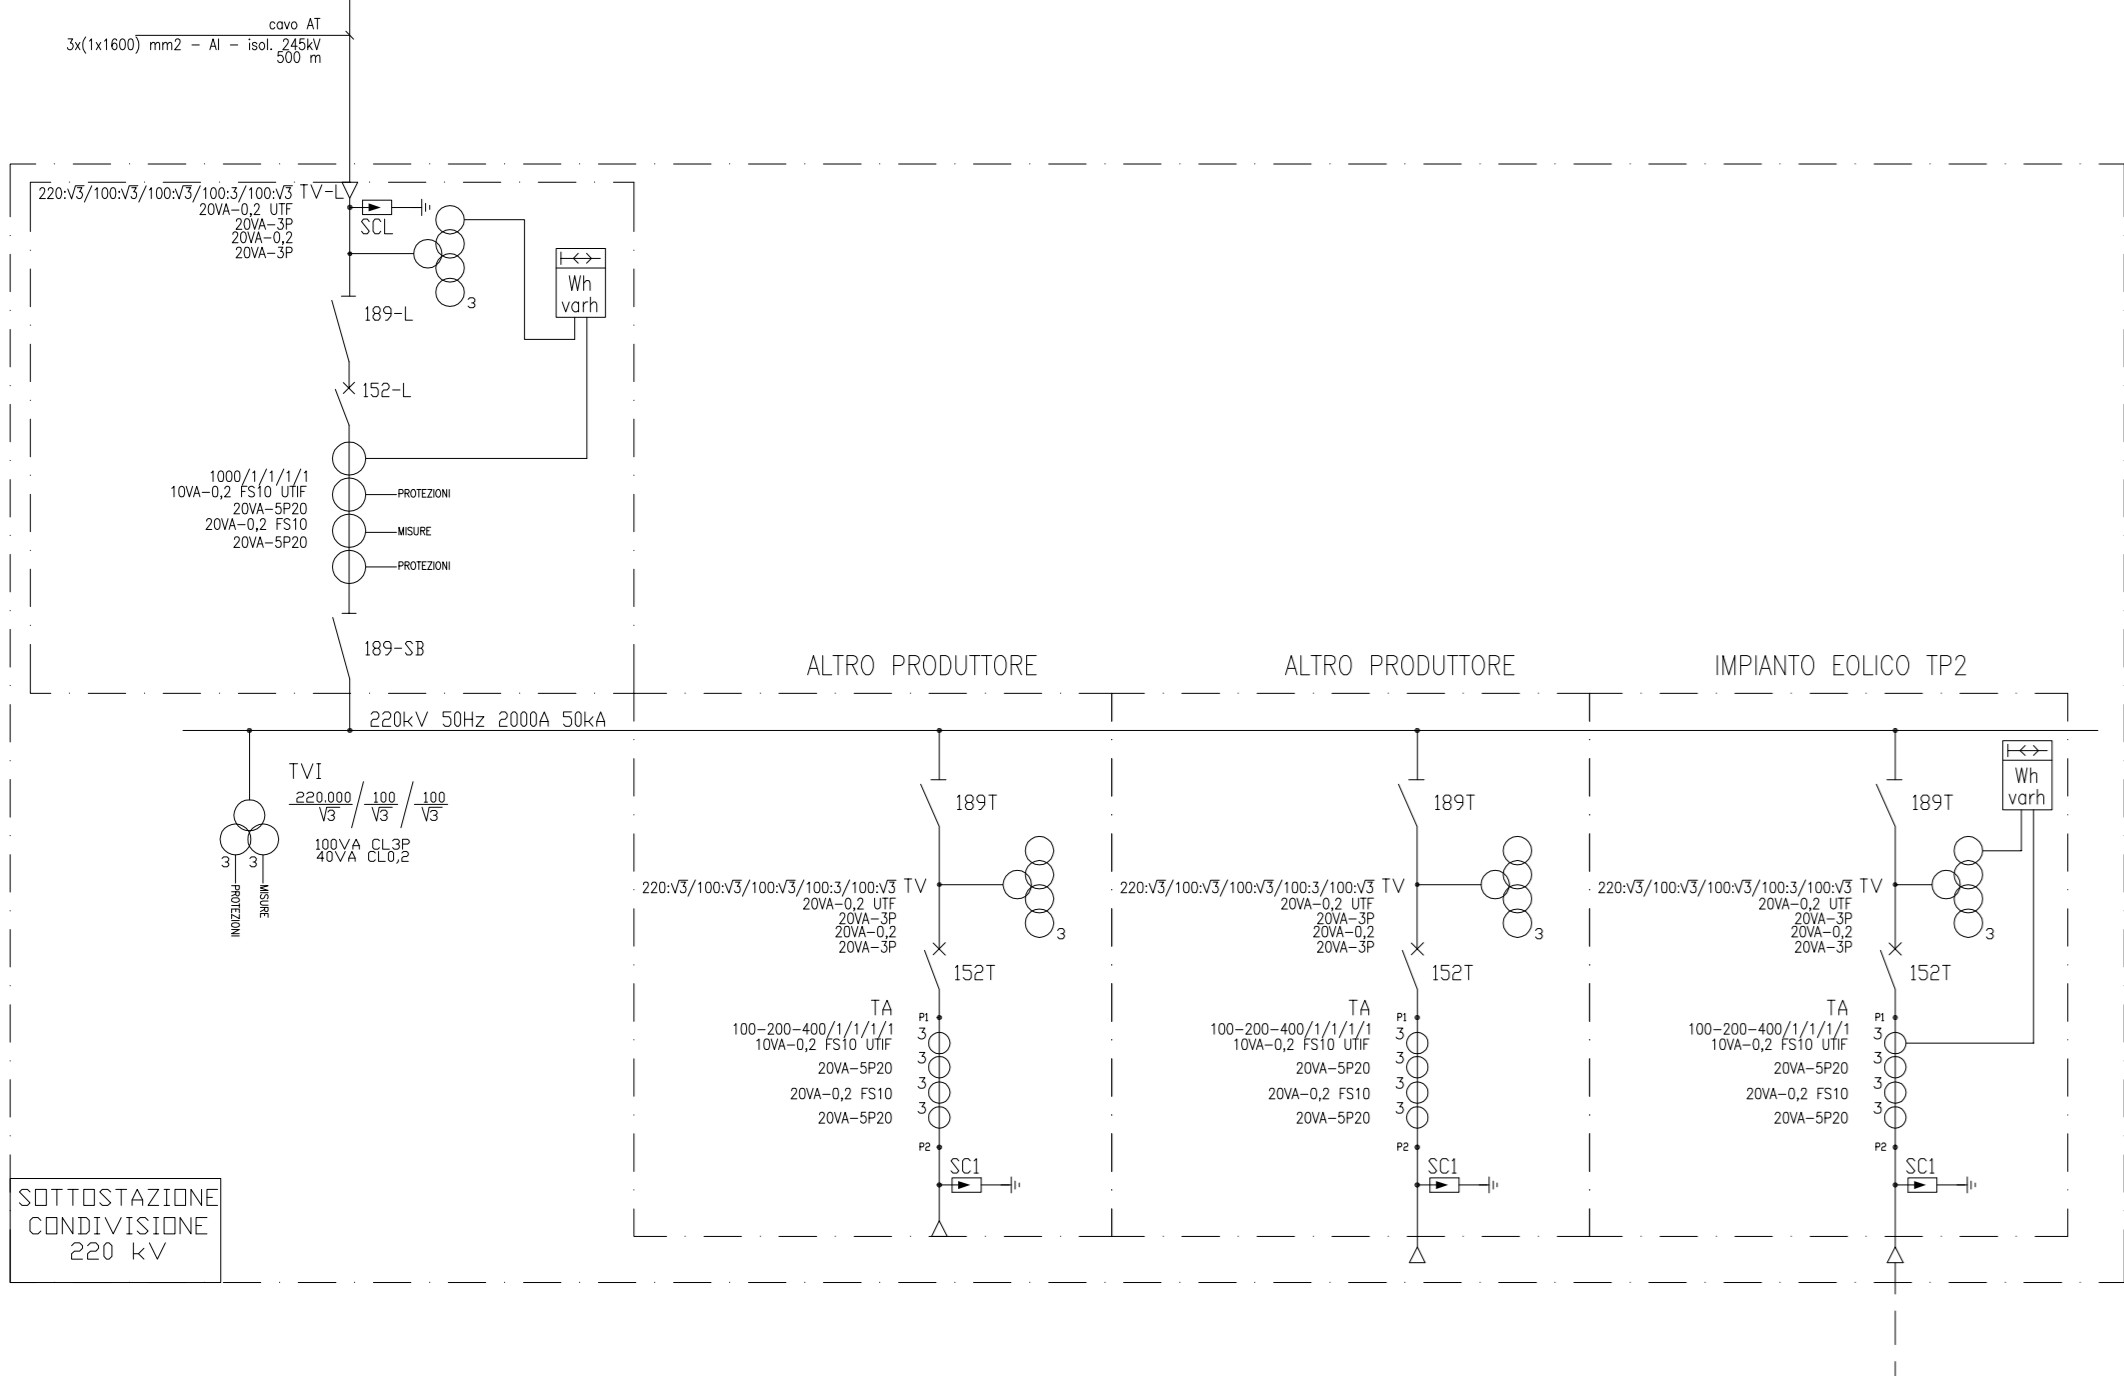 cavo AT
3x(1x1600) mm2 - Al - isol. 245kV
500 m
220:√3/100:√3/100:√3/100:3/100:√3 TV-L
20VA-0,2 UTF
20VA-3P
20VA-0,2
20VA-3P
SCL
3
Wh
varh
189-L
152-L
1000/1/1/1/1
10VA-0,2 FS10 UTIF
20VA-5P20
20VA-0,2 FS10
20VA-5P20
PROTEZIONI
MISURE
PROTEZIONI
189-SB
220kV 50Hz 2000A 50kA
TVI
220.000/√3 / 100/√3 / 100/√3
100VA CL3P
40VA CL0,2
3 3
PROTEZIONI
MISURE
ALTRO PRODUTTORE
189T
220:√3/100:√3/100:√3/100:3/100:√3 TV
20VA-0,2 UTF
20VA-3P
20VA-0,2
20VA-3P
3
152T
TA
P1
100-200-400/1/1/1/1
3
10VA-0,2 FS10 UTIF
3
20VA-5P20
3
20VA-0,2 FS10
3
20VA-5P20
P2
SC1
ALTRO PRODUTTORE
189T
220:√3/100:√3/100:√3/100:3/100:√3 TV
20VA-0,2 UTF
20VA-3P
20VA-0,2
20VA-3P
3
152T
TA
P1
100-200-400/1/1/1/1
3
10VA-0,2 FS10 UTIF
3
20VA-5P20
3
20VA-0,2 FS10
3
20VA-5P20
P2
SC1
IMPIANTO EOLICO TP2
Wh
varh
189T
220:√3/100:√3/100:√3/100:3/100:√3 TV
20VA-0,2 UTF
20VA-3P
20VA-0,2
20VA-3P
3
152T
TA
P1
100-200-400/1/1/1/1
3
10VA-0,2 FS10 UTIF
3
20VA-5P20
3
20VA-0,2 FS10
3
20VA-5P20
P2
SC1
SOTTOSTAZIONE
CONDIVISIONE
220 kV